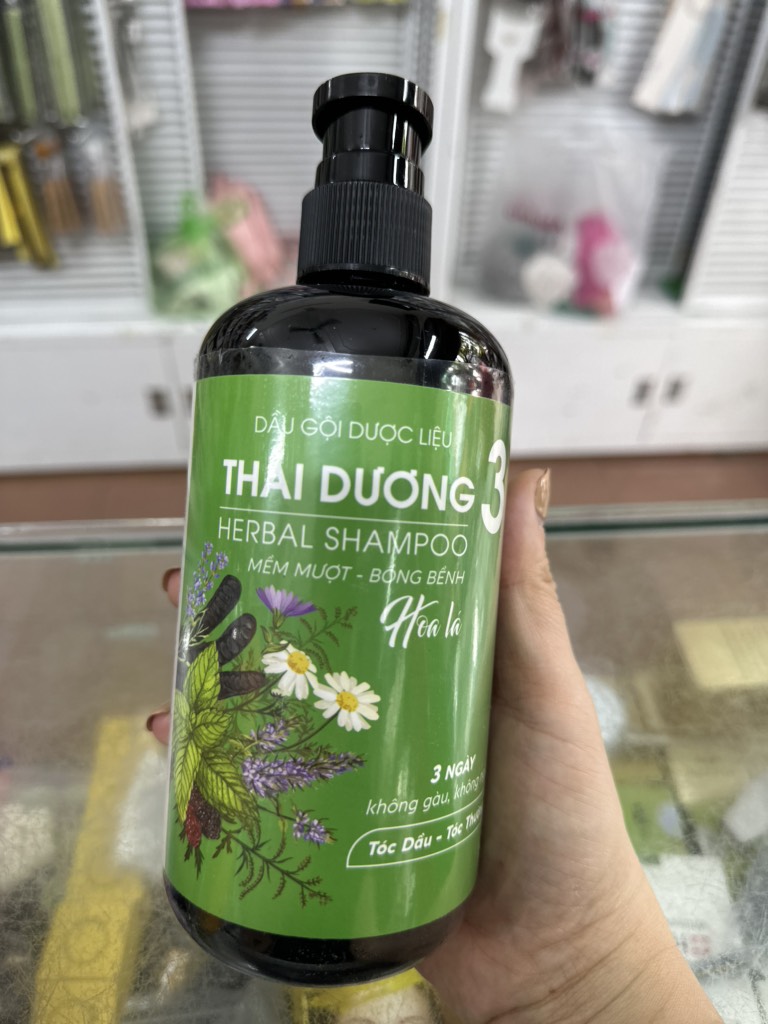 DẦU GỘI DƯỢC LIỆU
THÁI DƯƠNG 3
HERBAL SHAMPOO
MỀM MƯỢT - BỒNG BỀNH
Hoa lá
3 NGÀY
không gàu, không
Tóc Dầu - Tóc